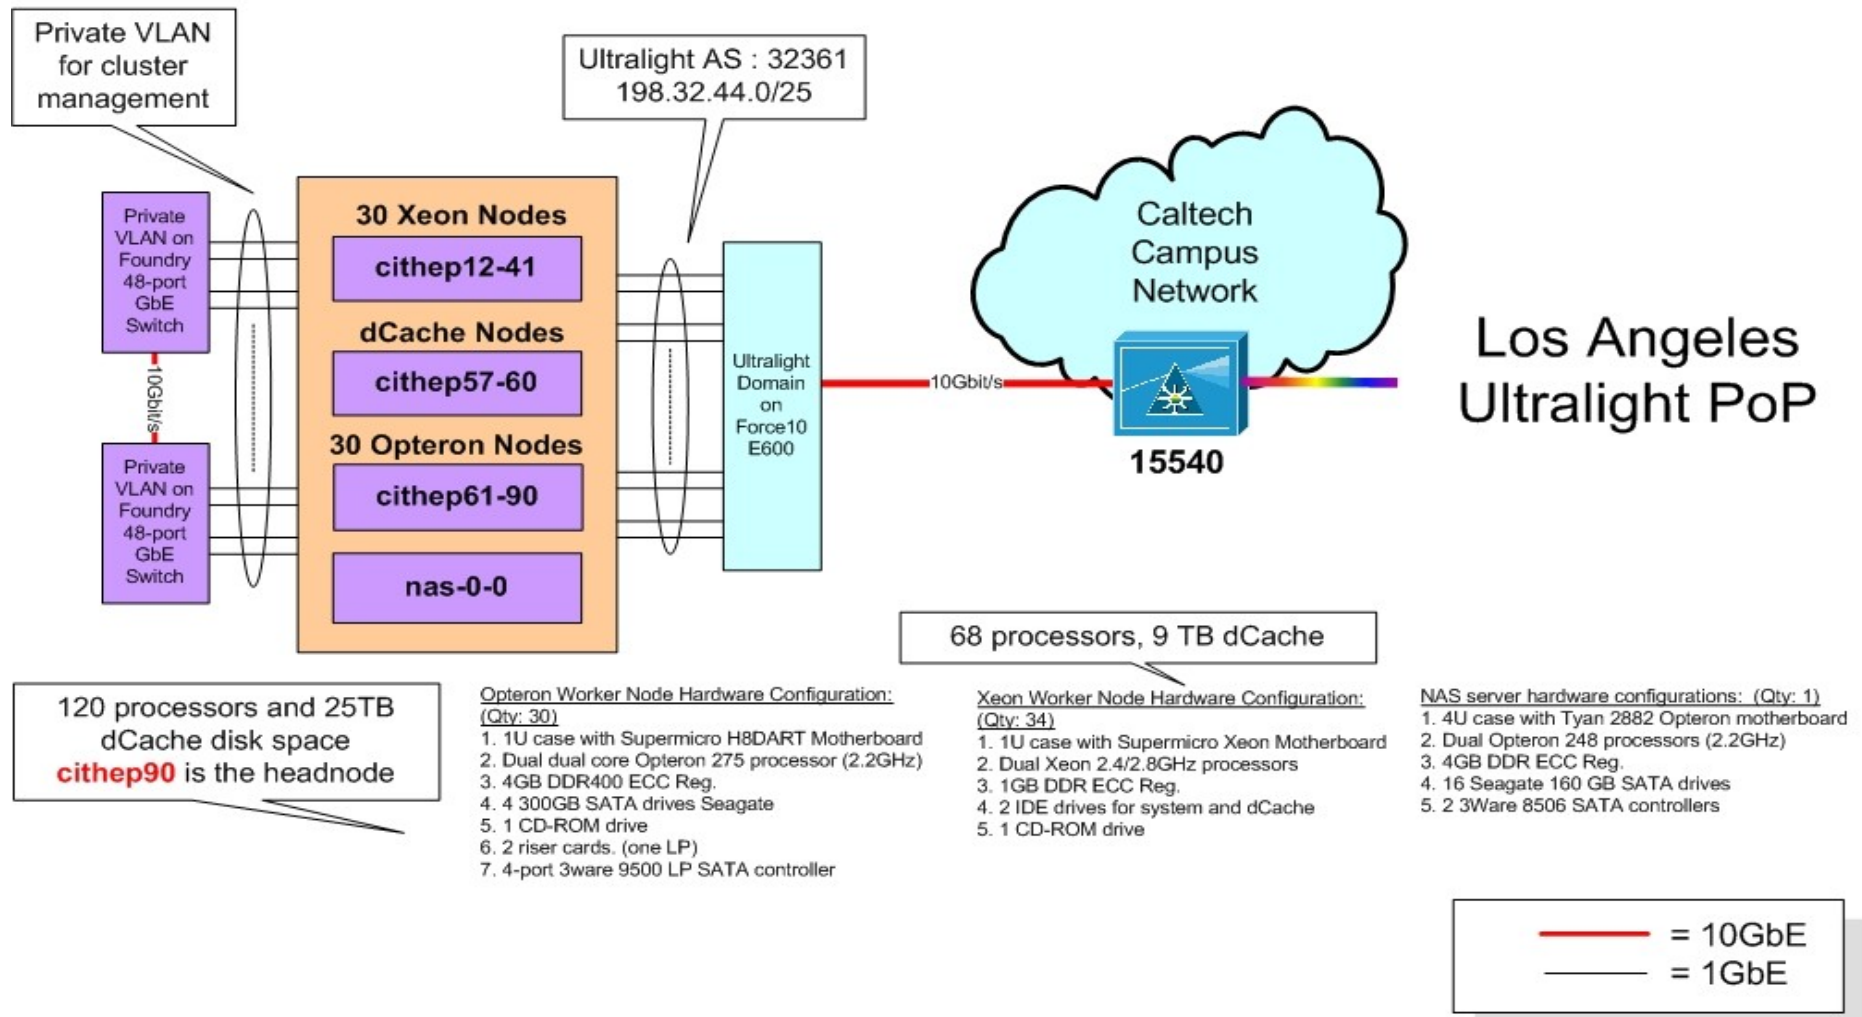 Private VLAN
for cluster
management
Ultralight AS : 32361
198.32.44.0/25
Private
VLAN on
Foundry
48-port
GbE
Switch
10Gbit/s
Private
VLAN on
Foundry
48-port
GbE
Switch
30 Xeon Nodes
cithep12-41
dCache Nodes
cithep57-60
30 Opteron Nodes
cithep61-90
nas-0-0
Ultralight
Domain
on
Force10
E600
10Gbit/s
Caltech
Campus
Network
15540
Los Angeles
Ultralight PoP
120 processors and 25TB
dCache disk space
cithep90 is the headnode
Opteron Worker Node Hardware Configuration:
(Qty: 30)
1. 1U case with Supermicro H8DART Motherboard
2. Dual dual core Opteron 275 processor (2.2GHz)
3. 4GB DDR400 ECC Reg.
4. 4 300GB SATA drives Seagate
5. 1 CD-ROM drive
6. 2 riser cards. (one LP)
7. 4-port 3ware 9500 LP SATA controller
68 processors, 9 TB dCache
Xeon Worker Node Hardware Configuration:
(Qty: 34)
1. 1U case with Supermicro Xeon Motherboard
2. Dual Xeon 2.4/2.8GHz processors
3. 1GB DDR ECC Reg.
4. 2 IDE drives for system and dCache
5. 1 CD-ROM drive
NAS server hardware configurations: (Qty: 1)
1. 4U case with Tyan 2882 Opteron motherboard
2. Dual Opteron 248 processors (2.2GHz)
3. 4GB DDR ECC Reg.
4. 16 Seagate 160 GB SATA drives
5. 2 3Ware 8506 SATA controllers
= 10GbE
= 1GbE